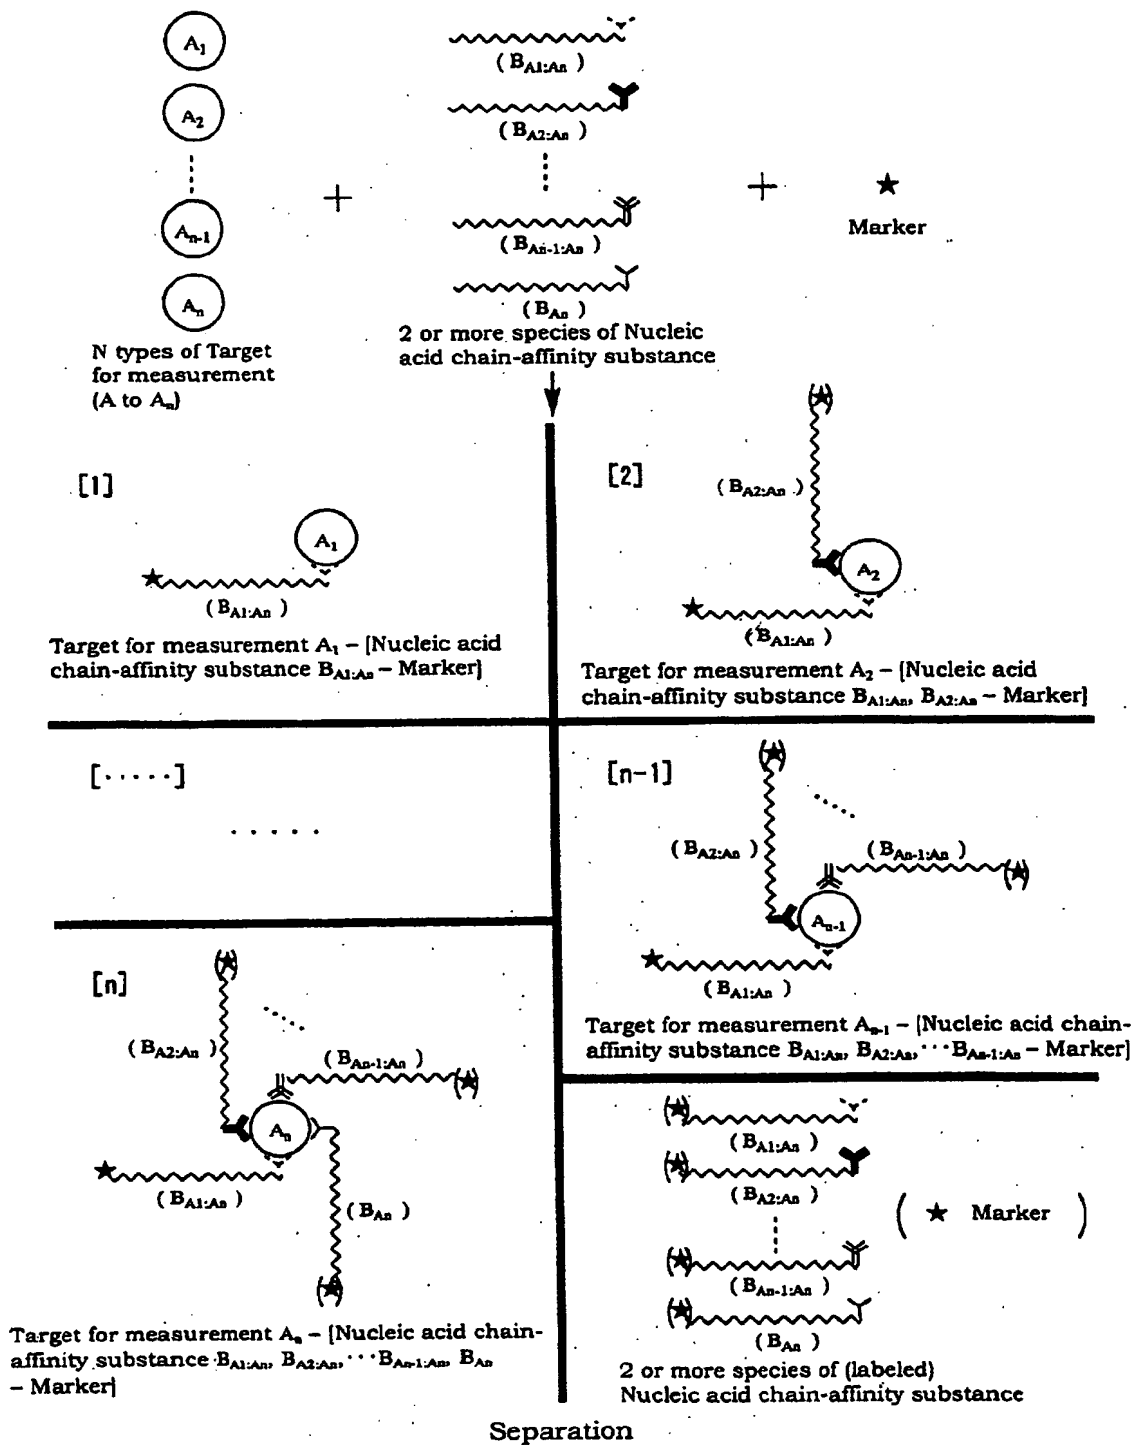 A1
A2
An-1
An
N types of Target
for measurement
(A to An)
+
(BA1:An)
(BA2:An)
(BAn-1:An)
(BAn)
2 or more species of Nucleic
acid chain-affinity substance
+
★
Marker
[1]
A1
★
(BA1:An)
Target for measurement A1 – [Nucleic acid
chain-affinity substance BA1:An – Marker]
[2]
(★)
(BA2:An)
A2
★
(BA1:An)
Target for measurement A2 – [Nucleic acid
chain-affinity substance BA1:An, BA2:An – Marker]
[·····]
·····
[n-1]
(★)
(BA2:An)
(BAn-1:An)
(★)
An-1
★
(BA1:An)
Target for measurement An-1 – [Nucleic acid chain-
affinity substance BA1:An, BA2:An, ···BAn-1:An – Marker]
[n]
(★)
(BA2:An)
(BAn-1:An)
(★)
An
★
(BA1:An)
(BAn)
(★)
Target for measurement An – [Nucleic acid chain-
affinity substance BA1:An, BA2:An, ···BAn-1:An, BAn
– Marker]
(★)
(BA1:An)
(★)
(BA2:An)
(★ Marker)
(★)
(BAn-1:An)
(★)
(BAn)
2 or more species of (labeled)
Nucleic acid chain-affinity substance
Separation